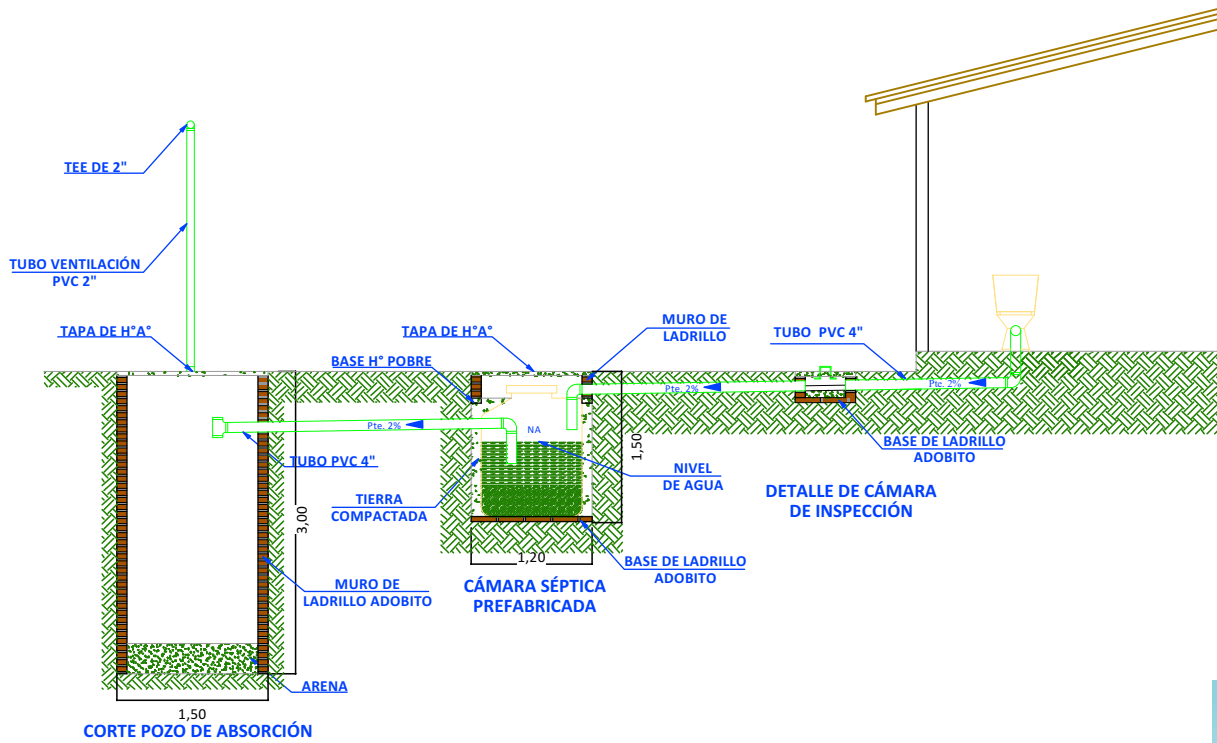 TEE DE 2"
TUBO VENTILACIÓN
PVC 2"
TAPA DE H°A°
TAPA DE H°A°
BASE H° POBRE
MURO DE
LADRILLO
TUBO PVC 4"
Pte. 2%
Pte. 2%
Pte. 2%
NA
TUBO PVC 4"
TIERRA
COMPACTADA
NIVEL
DE AGUA
1,50
BASE DE LADRILLO
ADOBITO
DETALLE DE CÁMARA
DE INSPECCIÓN
3,00
1,20
BASE DE LADRILLO
ADOBITO
CÁMARA SÉPTICA
PREFABRICADA
MURO DE
LADRILLO ADOBITO
ARENA
1,50
CORTE POZO DE ABSORCIÓN